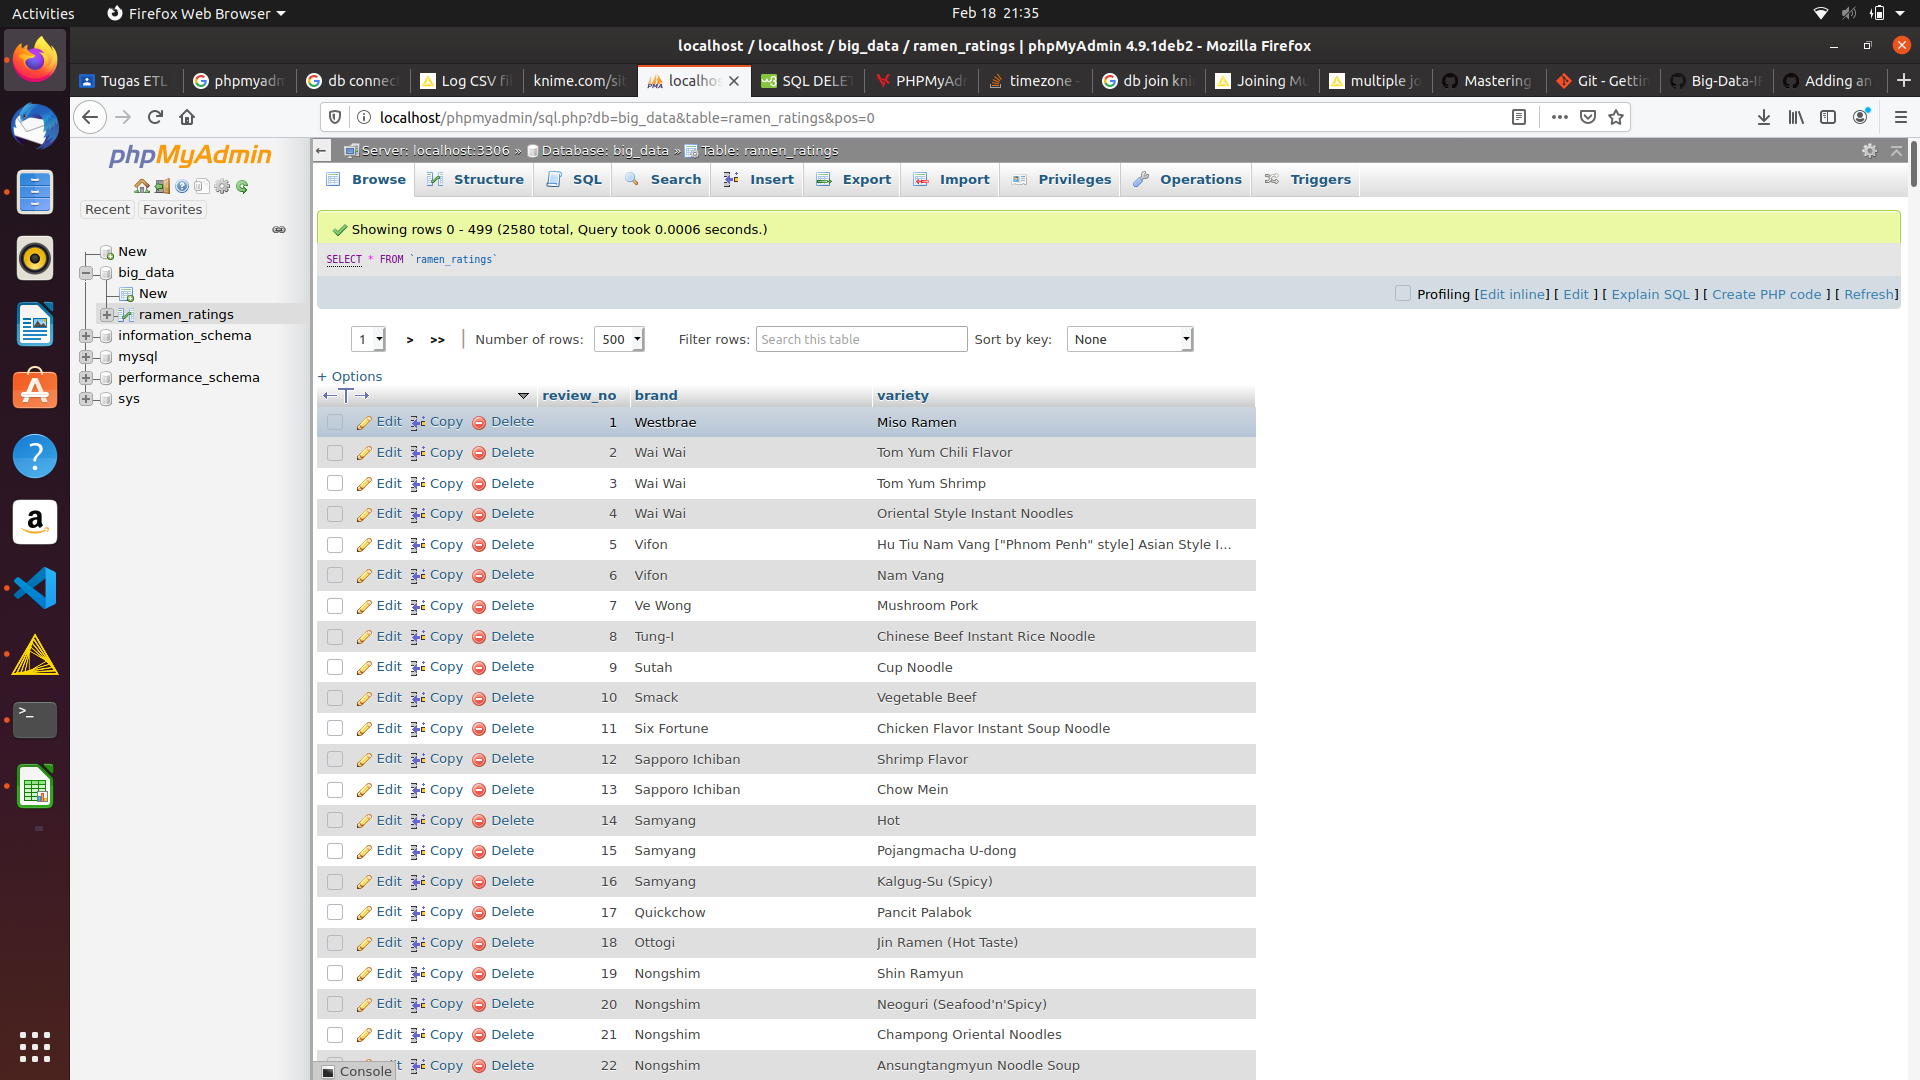 Activities Firefox Web Browser Feb 18 21:35
localhost / localhost / big_data / ramen_ratings | phpMyAdmin 4.9.1deb2 - Mozilla Firefox
Tugas ETL phpmyadm db connect Log CSV fil knime.com/sit localhos SQL DELET PHPMyAdm timezone - db join kni Joining Mu multiple jo Mastering Git - Gettin Big-Data-I Adding an
localhost/phpmyadmin/sql.php?db=big_data&table=ramen_ratings&pos=0
phpMyAdmin
Recent Favorites
New
big_data
New
ramen_ratings
information_schema
mysql
performance_schema
sys
Server: localhost:3306 » Database: big_data » Table: ramen_ratings
Browse Structure SQL Search Insert Export Import Privileges Operations Triggers
Showing rows 0 - 499 (2580 total, Query took 0.0006 seconds.)
SELECT * FROM `ramen_ratings`
Profiling [Edit inline] [ Edit ] [ Explain SQL ] [ Create PHP code ] [ Refresh]
1 > >> | Number of rows: 500 Filter rows: Search this table Sort by key: None
+ Options
←T→ review_no brand variety
Edit Copy Delete 1 Westbrae Miso Ramen
Edit Copy Delete 2 Wai Wai Tom Yum Chili Flavor
Edit Copy Delete 3 Wai Wai Tom Yum Shrimp
Edit Copy Delete 4 Wai Wai Oriental Style Instant Noodles
Edit Copy Delete 5 Vifon Hu Tiu Nam Vang ["Phnom Penh" style] Asian Style I...
Edit Copy Delete 6 Vifon Nam Vang
Edit Copy Delete 7 Ve Wong Mushroom Pork
Edit Copy Delete 8 Tung-I Chinese Beef Instant Rice Noodle
Edit Copy Delete 9 Sutah Cup Noodle
Edit Copy Delete 10 Smack Vegetable Beef
Edit Copy Delete 11 Six Fortune Chicken Flavor Instant Soup Noodle
Edit Copy Delete 12 Sapporo Ichiban Shrimp Flavor
Edit Copy Delete 13 Sapporo Ichiban Chow Mein
Edit Copy Delete 14 Samyang Hot
Edit Copy Delete 15 Samyang Pojangmacha U-dong
Edit Copy Delete 16 Samyang Kalgug-Su (Spicy)
Edit Copy Delete 17 Quickchow Pancit Palabok
Edit Copy Delete 18 Ottogi Jin Ramen (Hot Taste)
Edit Copy Delete 19 Nongshim Shin Ramyun
Edit Copy Delete 20 Nongshim Neoguri (Seafood'n'Spicy)
Edit Copy Delete 21 Nongshim Champong Oriental Noodles
Copy Delete 22 Nongshim Ansungtangmyun Noodle Soup
Console